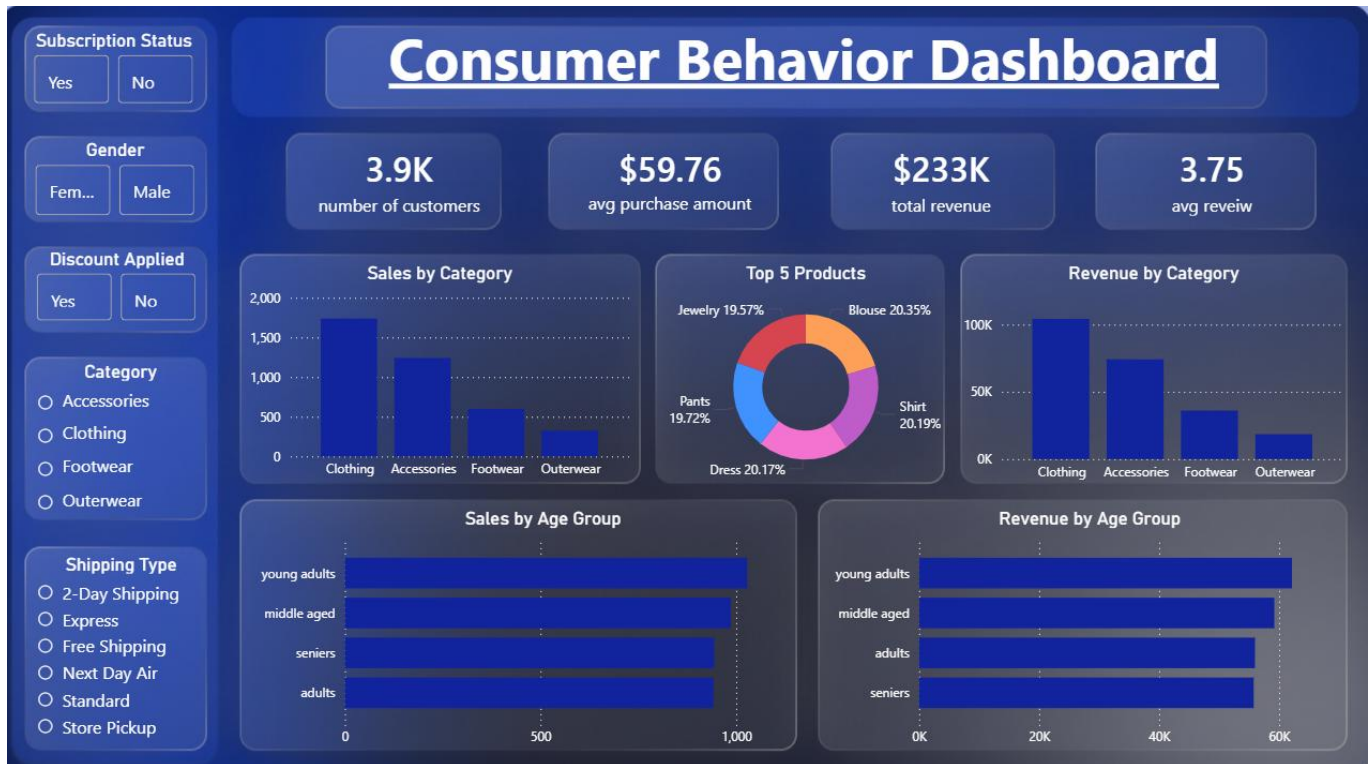 Subscription Status
Yes No
Gender
Fem... Male
Discount Applied
Yes No
Category
Accessories
Clothing
Footwear
Outerwear
Shipping Type
2-Day Shipping
Express
Free Shipping
Next Day Air
Standard
Store Pickup
Consumer Behavior Dashboard
3.9K
number of customers
$59.76
avg purchase amount
$233K
total revenue
3.75
avg reveiw
Sales by Category
2,000
1,500
1,000
500
0
Clothing Accessories Footwear Outerwear
Top 5 Products
Jewelry 19.57% Blouse 20.35%
Pants
19.72%
Shirt
20.19%
Dress 20.17%
Revenue by Category
100K
50K
0K
Clothing Accessories Footwear Outerwear
Sales by Age Group
young adults
middle aged
seniers
adults
0 500 1,000
Revenue by Age Group
young adults
middle aged
adults
seniers
0K 20K 40K 60K